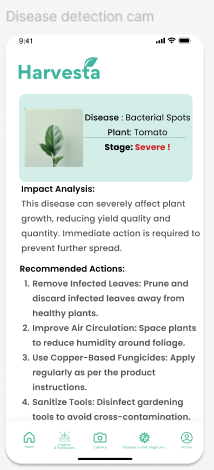 Disease detection cam
9:41
Harvesta
Disease : Bacterial Spots
Plant: Tomato
Stage: Severe !
Impact Analysis:
This disease can severely affect plant
growth, reducing yield quality and
quantity. Immediate action is required to
prevent further spread.
Recommended Actions:
1. Remove Infected Leaves: Prune and
discard infected leaves away from
healthy plants.
2. Improve Air Circulation: Space plants
to reduce humidity around foliage.
3. Use Copper-Based Fungicides: Apply
regularly as per the product
instructions.
4. Sanitize Tools: Disinfect gardening
tools to avoid cross-contamination.
Home
Camera
Profile